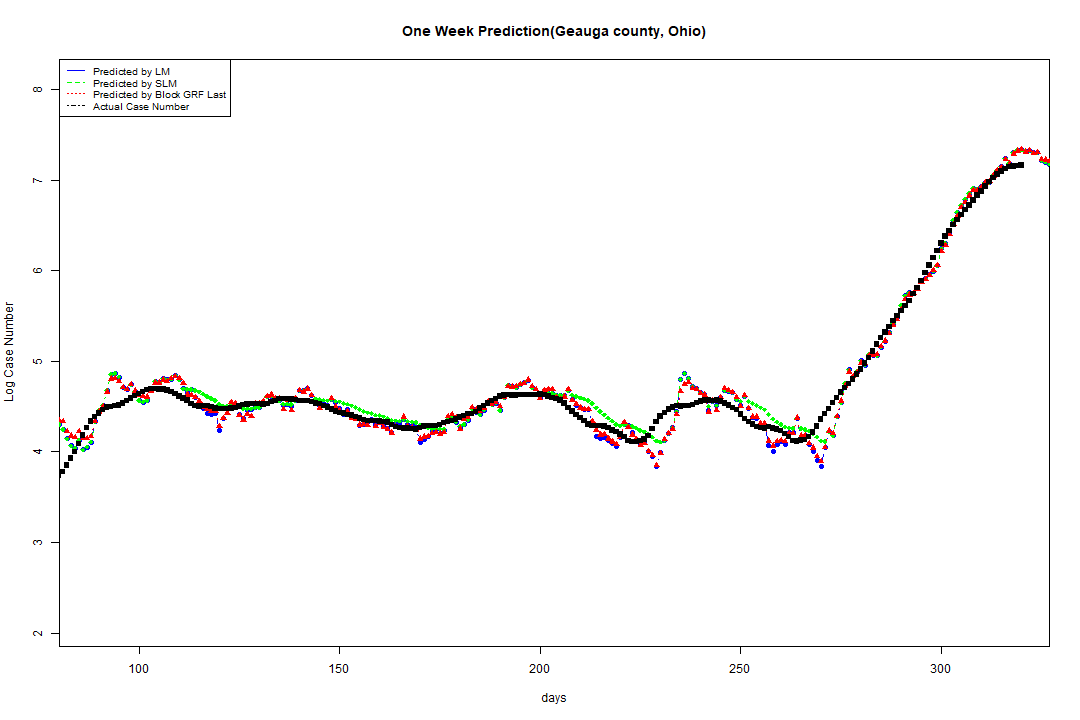 One Week Prediction(Geauga county, Ohio)
Predicted by LM
Predicted by SLM
Predicted by Block GRF Last
Actual Case Number
8
7
6
5
4
3
2
Log Case Number
100 150 200 250 300
days